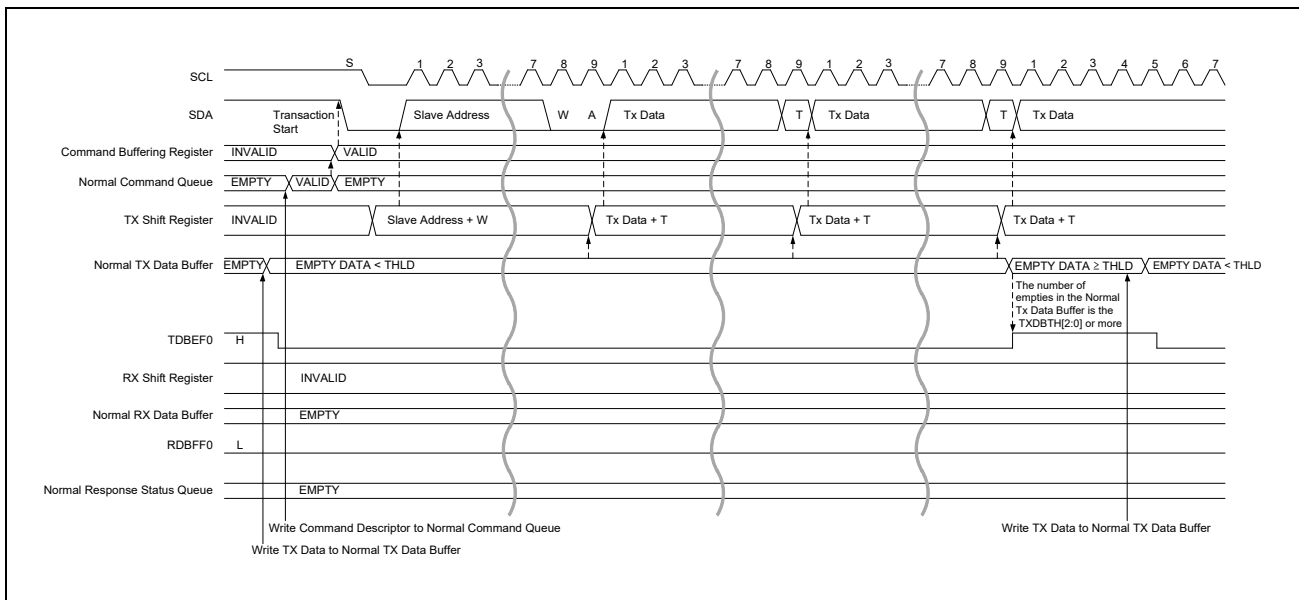 S 1 2 3 7 8 9 1 2 3 7 8 9 1 2 3 7 8 9 1 2 3 4 5 6 7
SCL
SDA Transaction Start Slave Address W A Tx Data T Tx Data T Tx Data
Command Buffering Register INVALID VALID
Normal Command Queue EMPTY VALID EMPTY
TX Shift Register INVALID Slave Address + W Tx Data + T Tx Data + T Tx Data + T
Normal TX Data Buffer EMPTY EMPTY DATA < THLD EMPTY DATA ≥ THLD EMPTY DATA < THLD
The number of
empties in the Normal
Tx Data Buffer is the
TXDBTH[2:0] or more
TDBEF0 H
RX Shift Register INVALID
Normal RX Data Buffer EMPTY
RDBFF0 L
Normal Response Status Queue EMPTY
Write Command Descriptor to Normal Command Queue Write TX Data to Normal TX Data Buffer
Write TX Data to Normal TX Data Buffer